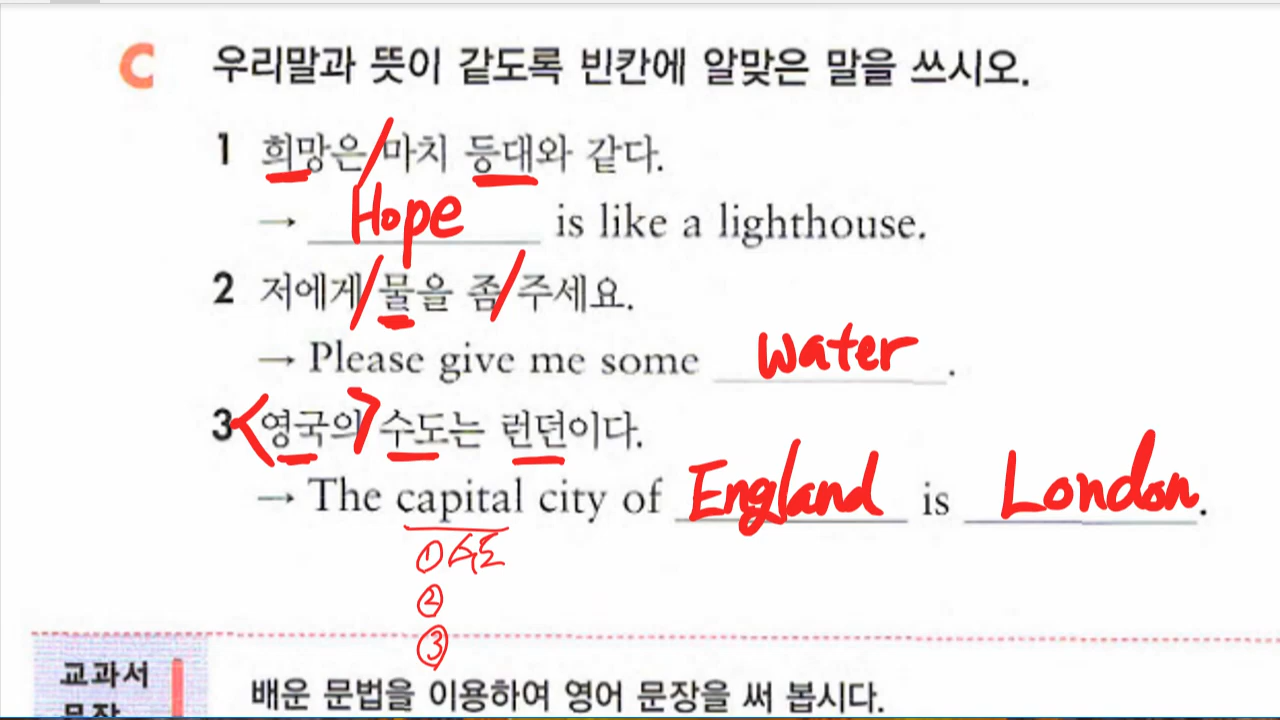 C 우리말과 뜻이 같도록 빈칸에 알맞은 말을 쓰시오.
1 희망은 / 마치 등대와 같다.
→ Hope is like a lighthouse.
2 저에게 / 물을 좀 / 주세요.
→ Please give me some water.
3 <영국의> 수도는 런던이다.
→ The capital city of England is London.
① 수도
②
③
교과서
문장
배운 문법을 이용하여 영어 문장을 써 봅시다.